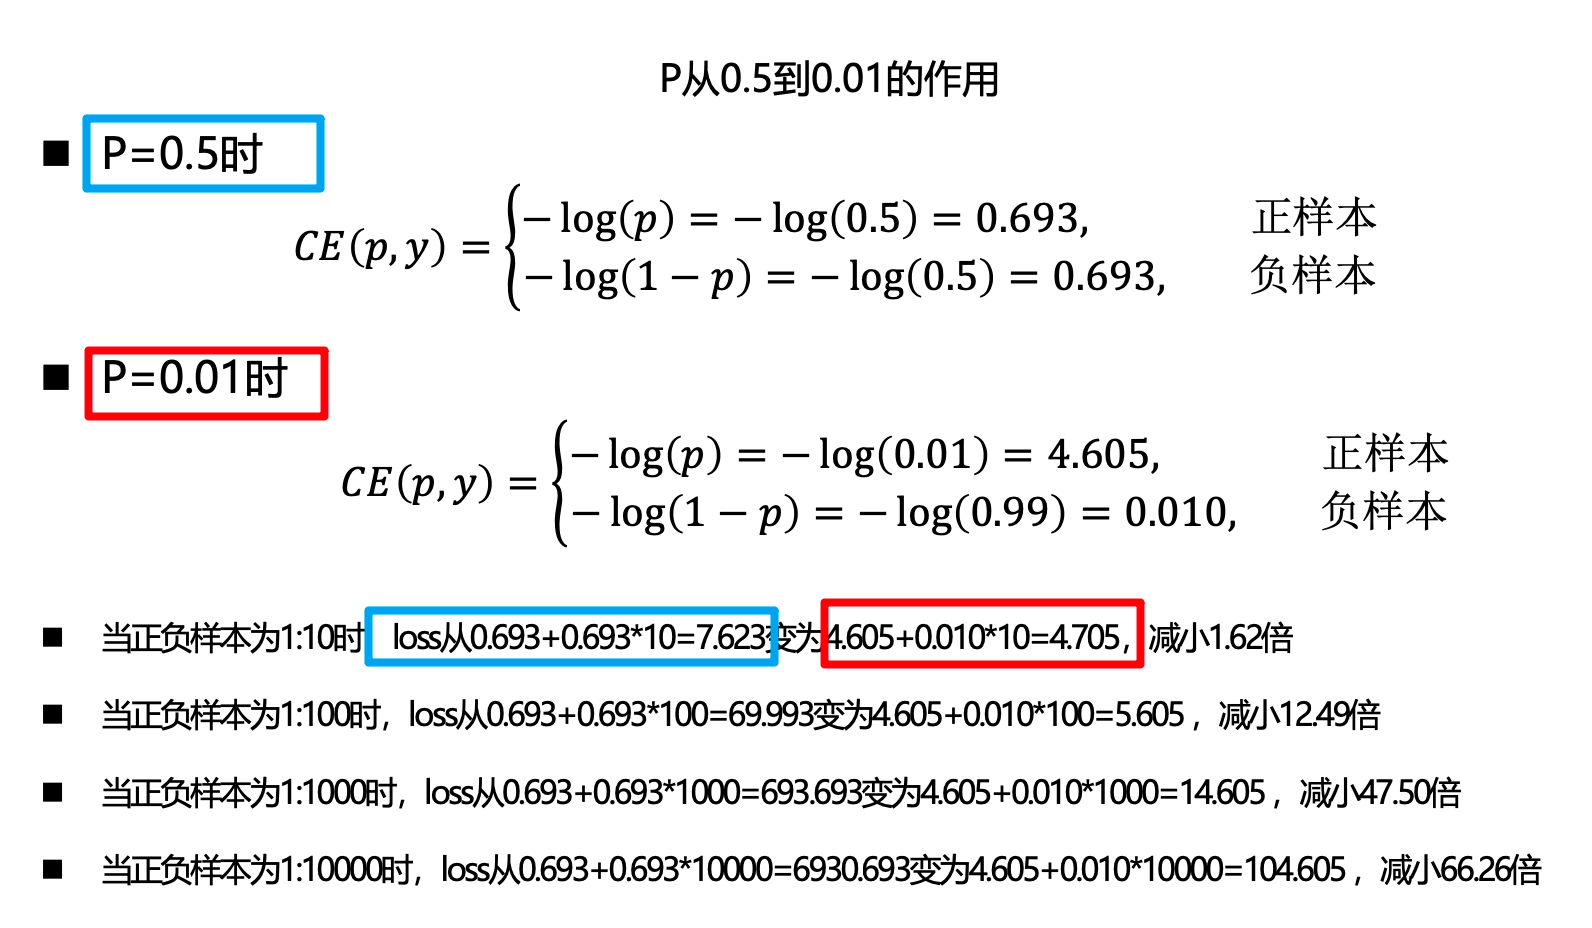 P从0.5到0.01的作用
■ P=0.5时
CE(p,y) = { −log(p) = −log(0.5) = 0.693, 正样本
−log(1−p) = −log(0.5) = 0.693, 负样本
■ P=0.01时
CE(p,y) = { −log(p) = −log(0.01) = 4.605, 正样本
−log(1−p) = −log(0.99) = 0.010, 负样本
■ 当正负样本为1:10时 loss从0.693+0.693*10=7.623变为4.605+0.010*10=4.705，减小1.62倍
■ 当正负样本为1:100时，loss从0.693+0.693*100=69.993变为4.605+0.010*100=5.605，减小12.49倍
■ 当正负样本为1:1000时，loss从0.693+0.693*1000=693.693变为4.605+0.010*1000=14.605，减小47.50倍
■ 当正负样本为1:10000时，loss从0.693+0.693*10000=6930.693变为4.605+0.010*10000=104.605，减小66.26倍